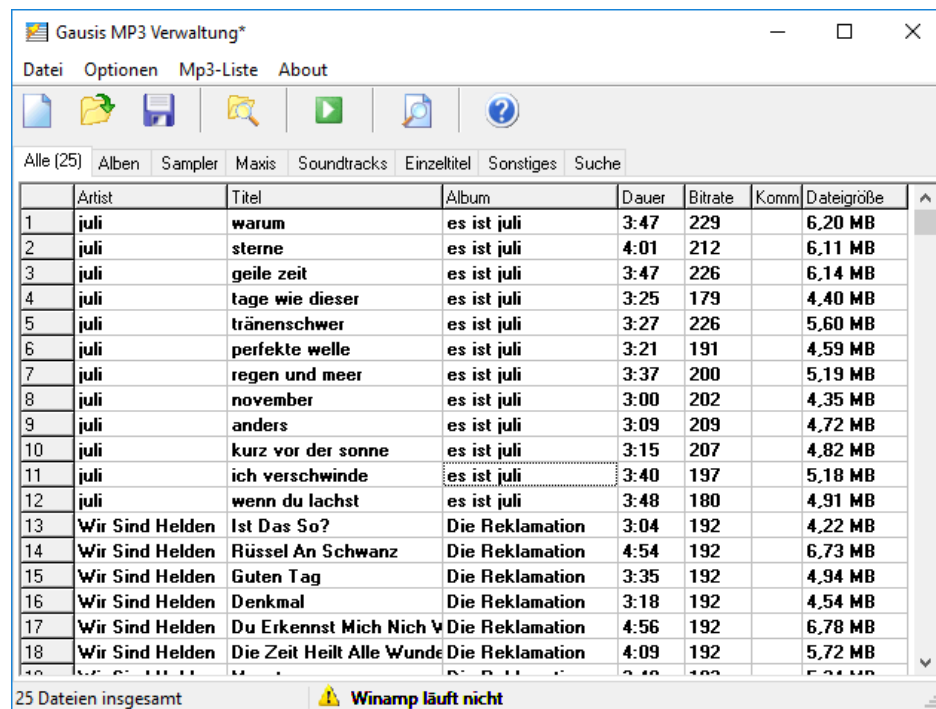 Gausis MP3 Verwaltung*
Datei Optionen Mp3-Liste About
Alle (25) Alben Sampler Maxis Soundtracks Einzeltitel Sonstiges Suche
Artist Titel Album Dauer Bitrate Komm Dateigröße
1 juli warum es ist juli 3:47 229 6,20 MB
2 juli sterne es ist juli 4:01 212 6,11 MB
3 juli geile zeit es ist juli 3:47 226 6,14 MB
4 juli tage wie dieser es ist juli 3:25 179 4,40 MB
5 juli tränenschwer es ist juli 3:27 226 5,60 MB
6 juli perfekte welle es ist juli 3:21 191 4,59 MB
7 juli regen und meer es ist juli 3:37 200 5,19 MB
8 juli november es ist juli 3:00 202 4,35 MB
9 juli anders es ist juli 3:09 209 4,72 MB
10 juli kurz vor der sonne es ist juli 3:15 207 4,82 MB
11 juli ich verschwinde es ist juli 3:40 197 5,18 MB
12 juli wenn du lachst es ist juli 3:48 180 4,91 MB
13 Wir Sind Helden Ist Das So? Die Reklamation 3:04 192 4,22 MB
14 Wir Sind Helden Rüssel An Schwanz Die Reklamation 4:54 192 6,73 MB
15 Wir Sind Helden Guten Tag Die Reklamation 3:35 192 4,94 MB
16 Wir Sind Helden Denkmal Die Reklamation 3:18 192 4,54 MB
17 Wir Sind Helden Du Erkennst Mich Nich Die Reklamation 4:56 192 6,78 MB
18 Wir Sind Helden Die Zeit Heilt Alle Wunde Die Reklamation 4:09 192 5,72 MB
25 Dateien insgesamt Winamp läuft nicht